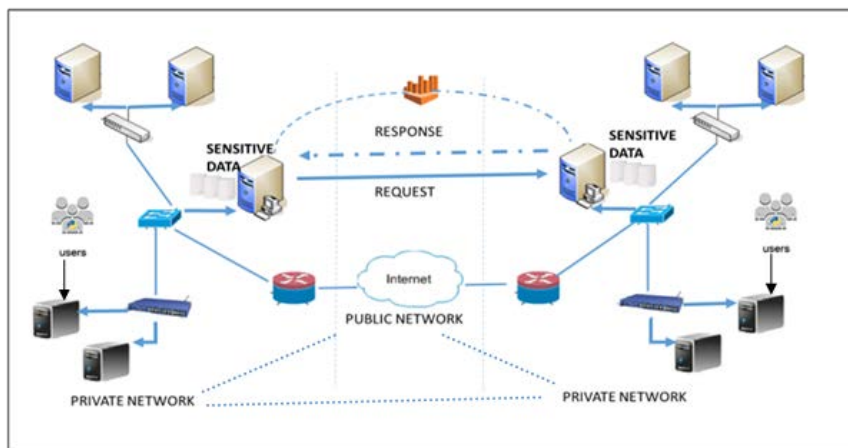 RESPONSE
SENSITIVE
DATA
SENSITIVE
DATA
REQUEST
users
users
Internet
PUBLIC NETWORK
PRIVATE NETWORK
PRIVATE NETWORK